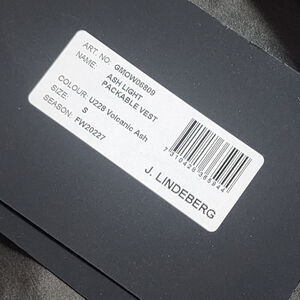 ART. NO: GMOW06809
NAME: ASH LIGHT
PACKABLE VEST
COLOUR: U228 Volcanic Ash
SIZE: S
SEASON: FW20227
J. LINDEBERG